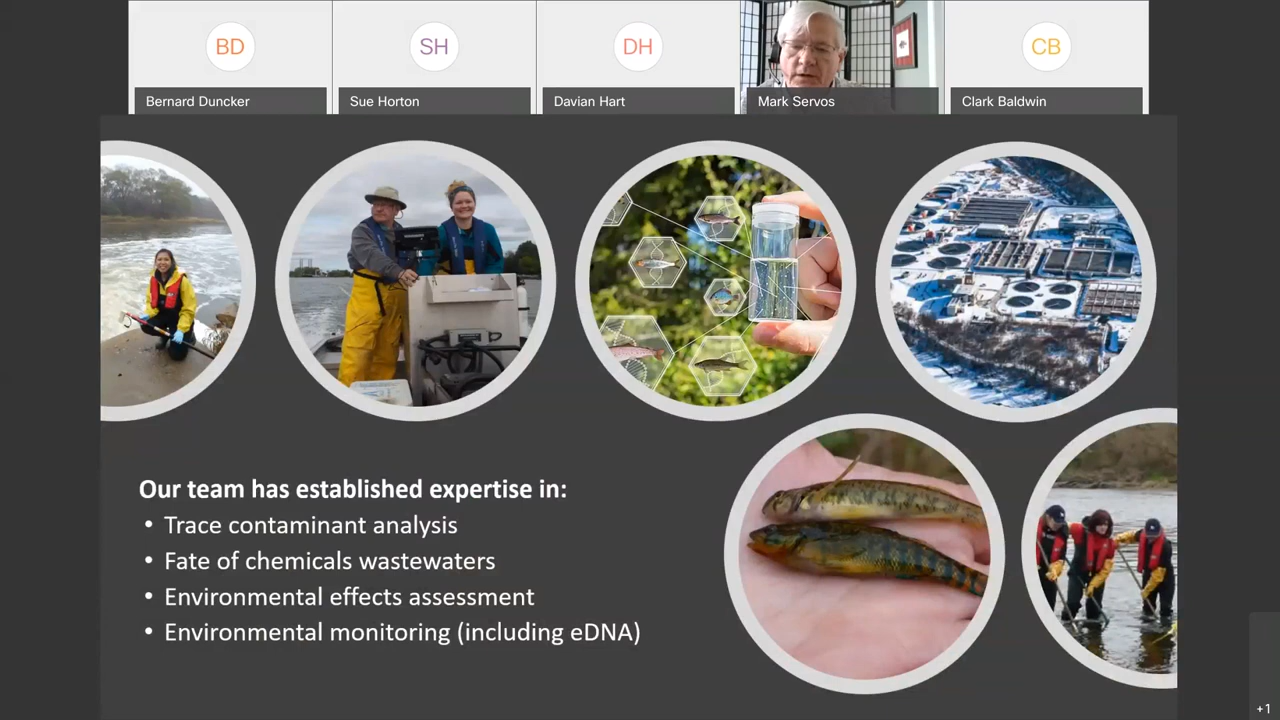 BD
SH
DH
CB
Bernard Duncker
Sue Horton
Davian Hart
Mark Servos
Clark Baldwin
Our team has established expertise in:
• Trace contaminant analysis
• Fate of chemicals wastewaters
• Environmental effects assessment
• Environmental monitoring (including eDNA)
+1